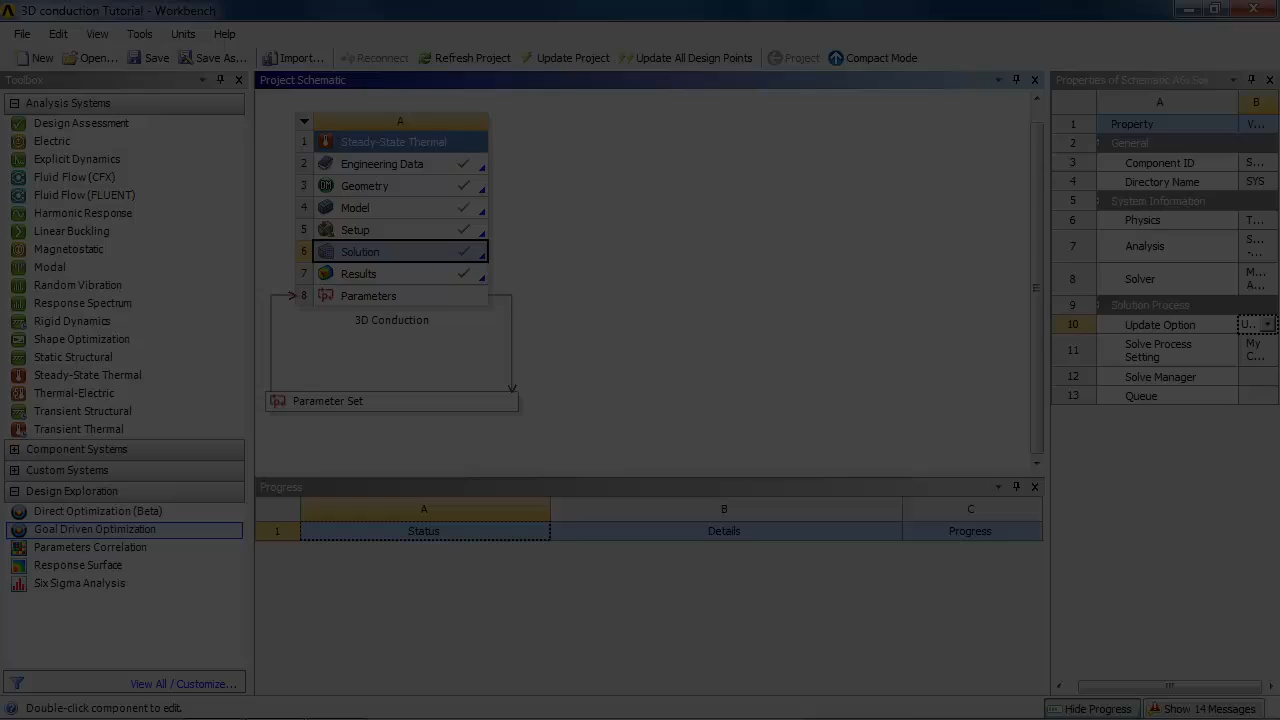 3D conduction Tutorial - Workbench
File Edit View Tools Units Help
New Open... Save Save As... Import... Reconnect Refresh Project Update Project Update All Design Points Project Compact Mode
Toolbox
Analysis Systems
Design Assessment
Electric
Explicit Dynamics
Fluid Flow (CFX)
Fluid Flow (FLUENT)
Harmonic Response
Linear Buckling
Magnetostatic
Modal
Random Vibration
Response Spectrum
Rigid Dynamics
Shape Optimization
Static Structural
Steady-State Thermal
Thermal-Electric
Transient Structural
Transient Thermal
Component Systems
Custom Systems
Design Exploration
Direct Optimization (Beta)
Goal Driven Optimization
Parameters Correlation
Response Surface
Six Sigma Analysis
View All / Customize...
Project Schematic
A
1 Steady-State Thermal
2 Engineering Data
3 Geometry
4 Model
5 Setup
6 Solution
7 Results
8 Parameters
3D Conduction
Parameter Set
Progress
A B C
1 Status Details Progress
Properties of Schematic A6: Sol
A B
1 Property V...
2 General
3 Component ID S...
4 Directory Name SYS
5 System Information
6 Physics T...
7 Analysis S... -...
8 Solver M... A...
9 Solution Process
10 Update Option U...
11 Solve Process Setting My C...
12 Solve Manager
13 Queue
Double-click component to edit.
Hide Progress Show 14 Messages